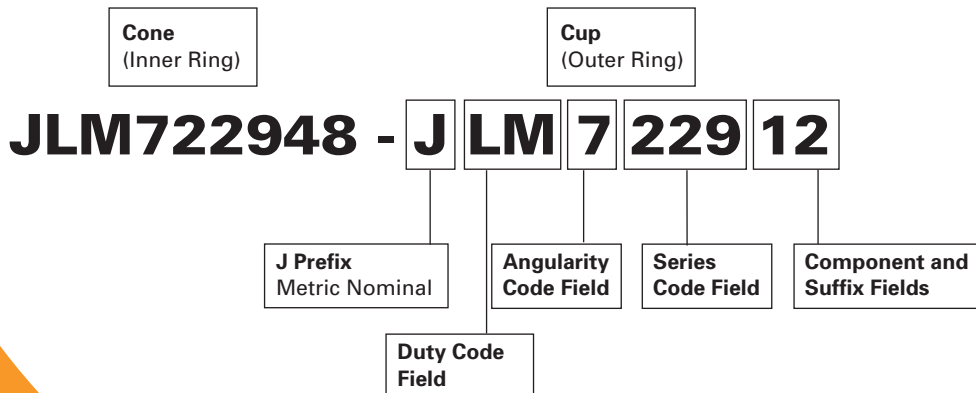 Cone
(Inner Ring)
Cup
(Outer Ring)
JLM722948 - J LM 7 229 12
J Prefix
Metric Nominal
Angularity
Code Field
Series
Code Field
Component and
Suffix Fields
Duty Code
Field